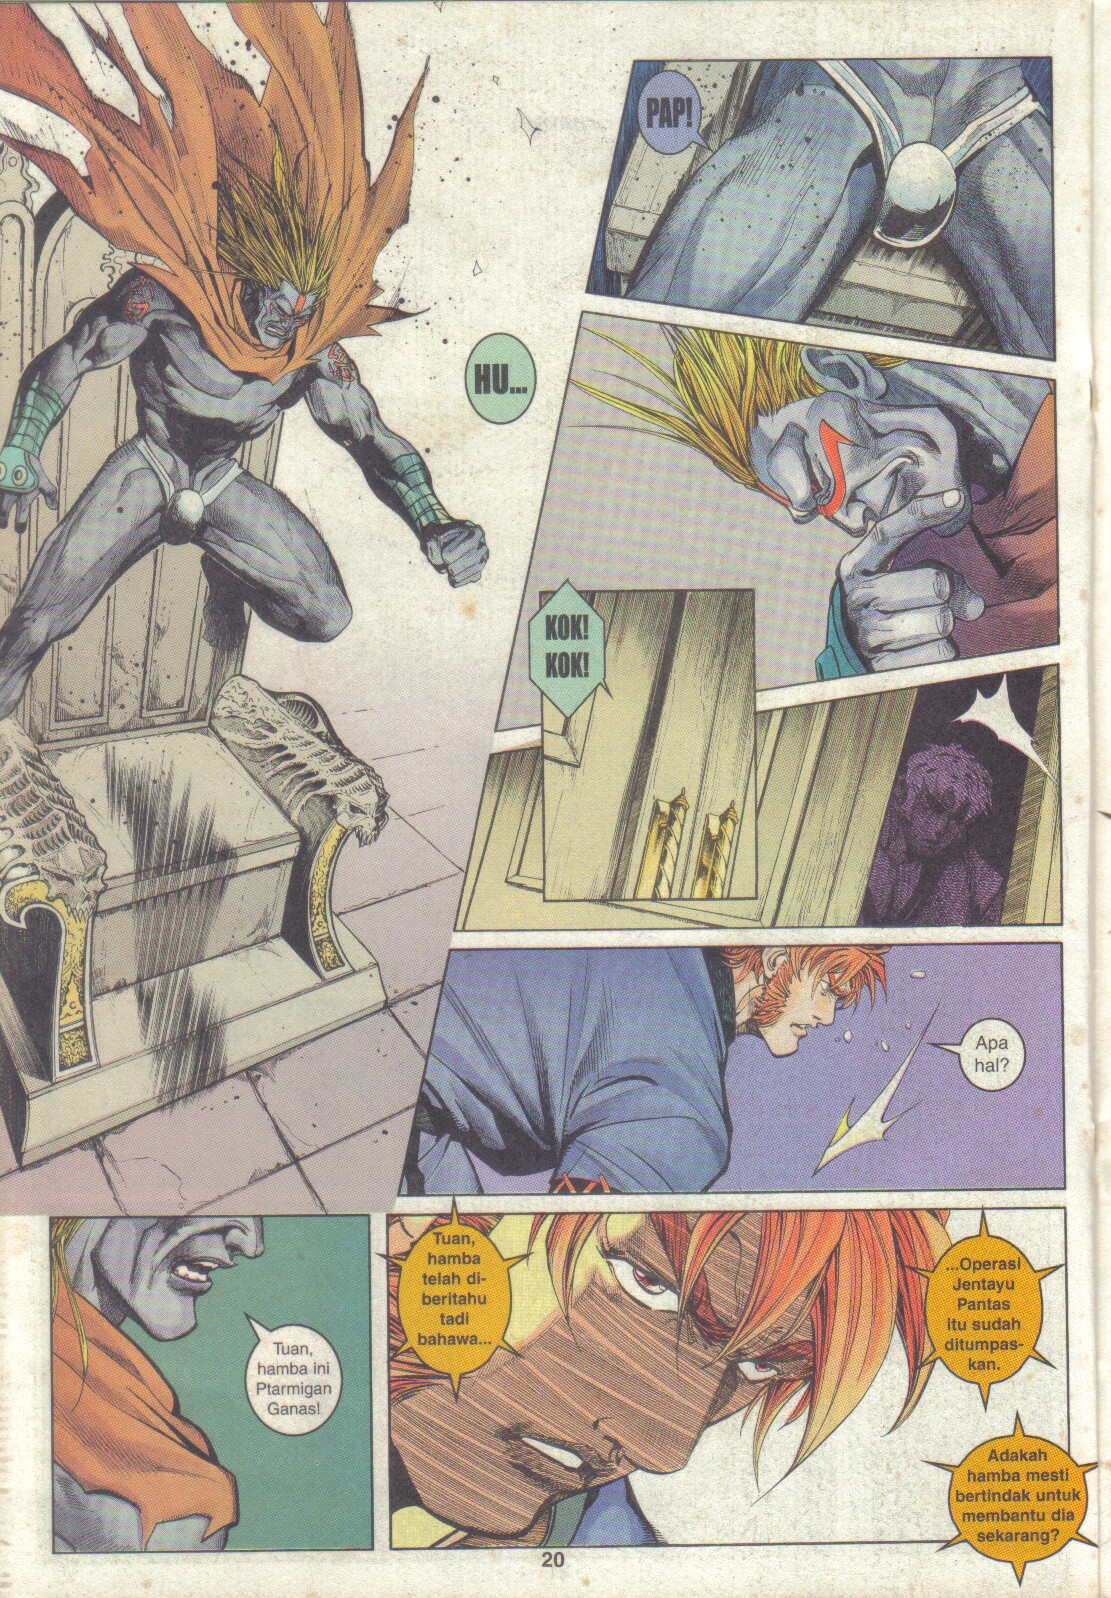 PAP!
HU...
KOK!
KOK!
Apa
hal?
Tuan,
hamba ini
Ptarmigan
Ganas!
Tuan,
hamba
telah di-
beritahu
tadi
bahawa...
...Operasi
Jentayu
Pantas
itu sudah
ditumpas-
kan.
Adakah
hamba mesti
bertindak untuk
membantu dia
sekarang?
20